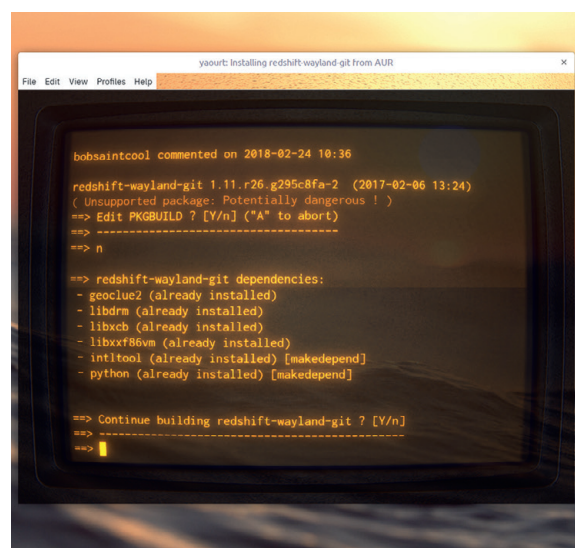 yaourt: Installing redshift-wayland-git from AUR
×
File Edit View Profiles Help
bobsaintcool commented on 2018-02-24 10:36
redshift-wayland-git 1.11.r26.g295c8fa-2 (2017-02-06 13:24)
( Unsupported package: Potentially dangerous ! )
==> Edit PKGBUILD ? [Y/n] ("A" to abort)
==> ------------------------------------
==> n
==> redshift-wayland-git dependencies:
- geoclue2 (already installed)
- libdrm (already installed)
- libxcb (already installed)
- libxxf86vm (already installed)
- intltool (already installed) [makedepend]
- python (already installed) [makedepend]
==> Continue building redshift-wayland-git ? [Y/n]
==> ----------------------------------------------
==>